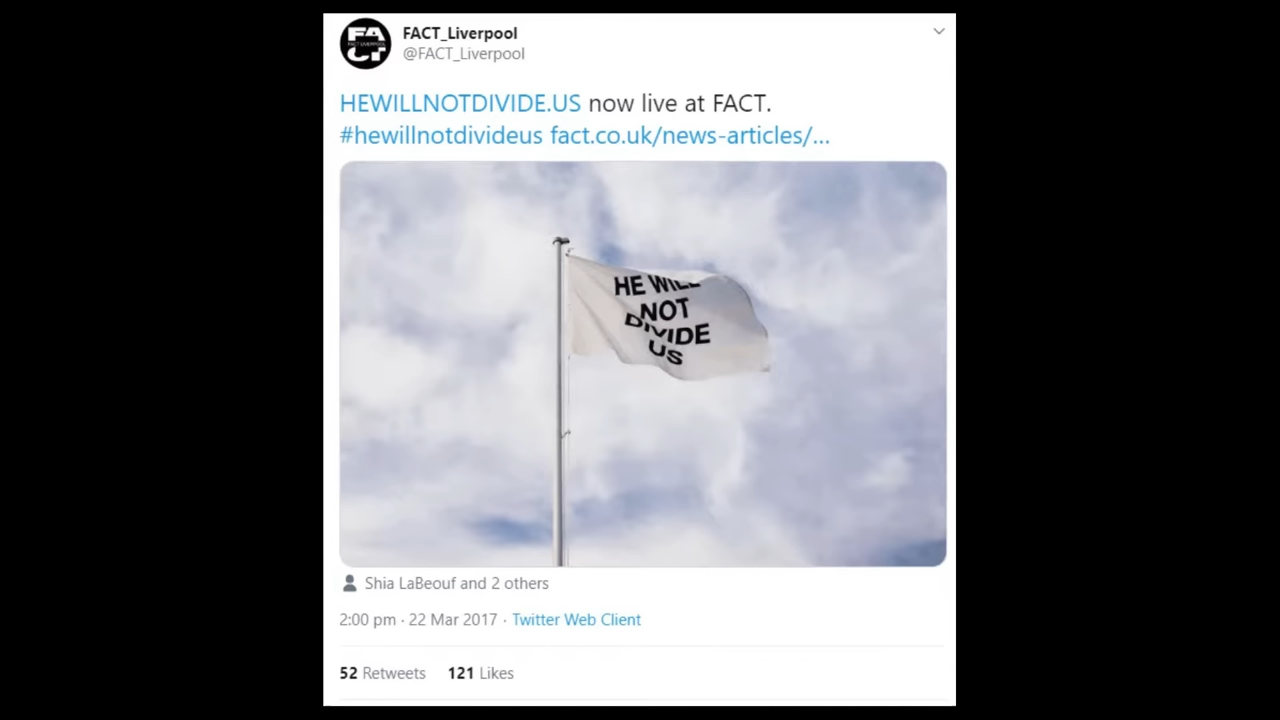 FACT_Liverpool
@FACT_Liverpool
HEWILLNOTDIVIDE.US now live at FACT.
#hewillnotdivideus fact.co.uk/news-articles/...
HE WILL
NOT
DIVIDE
US
Shia LaBeouf and 2 others
2:00 pm · 22 Mar 2017 · Twitter Web Client
52 Retweets 121 Likes